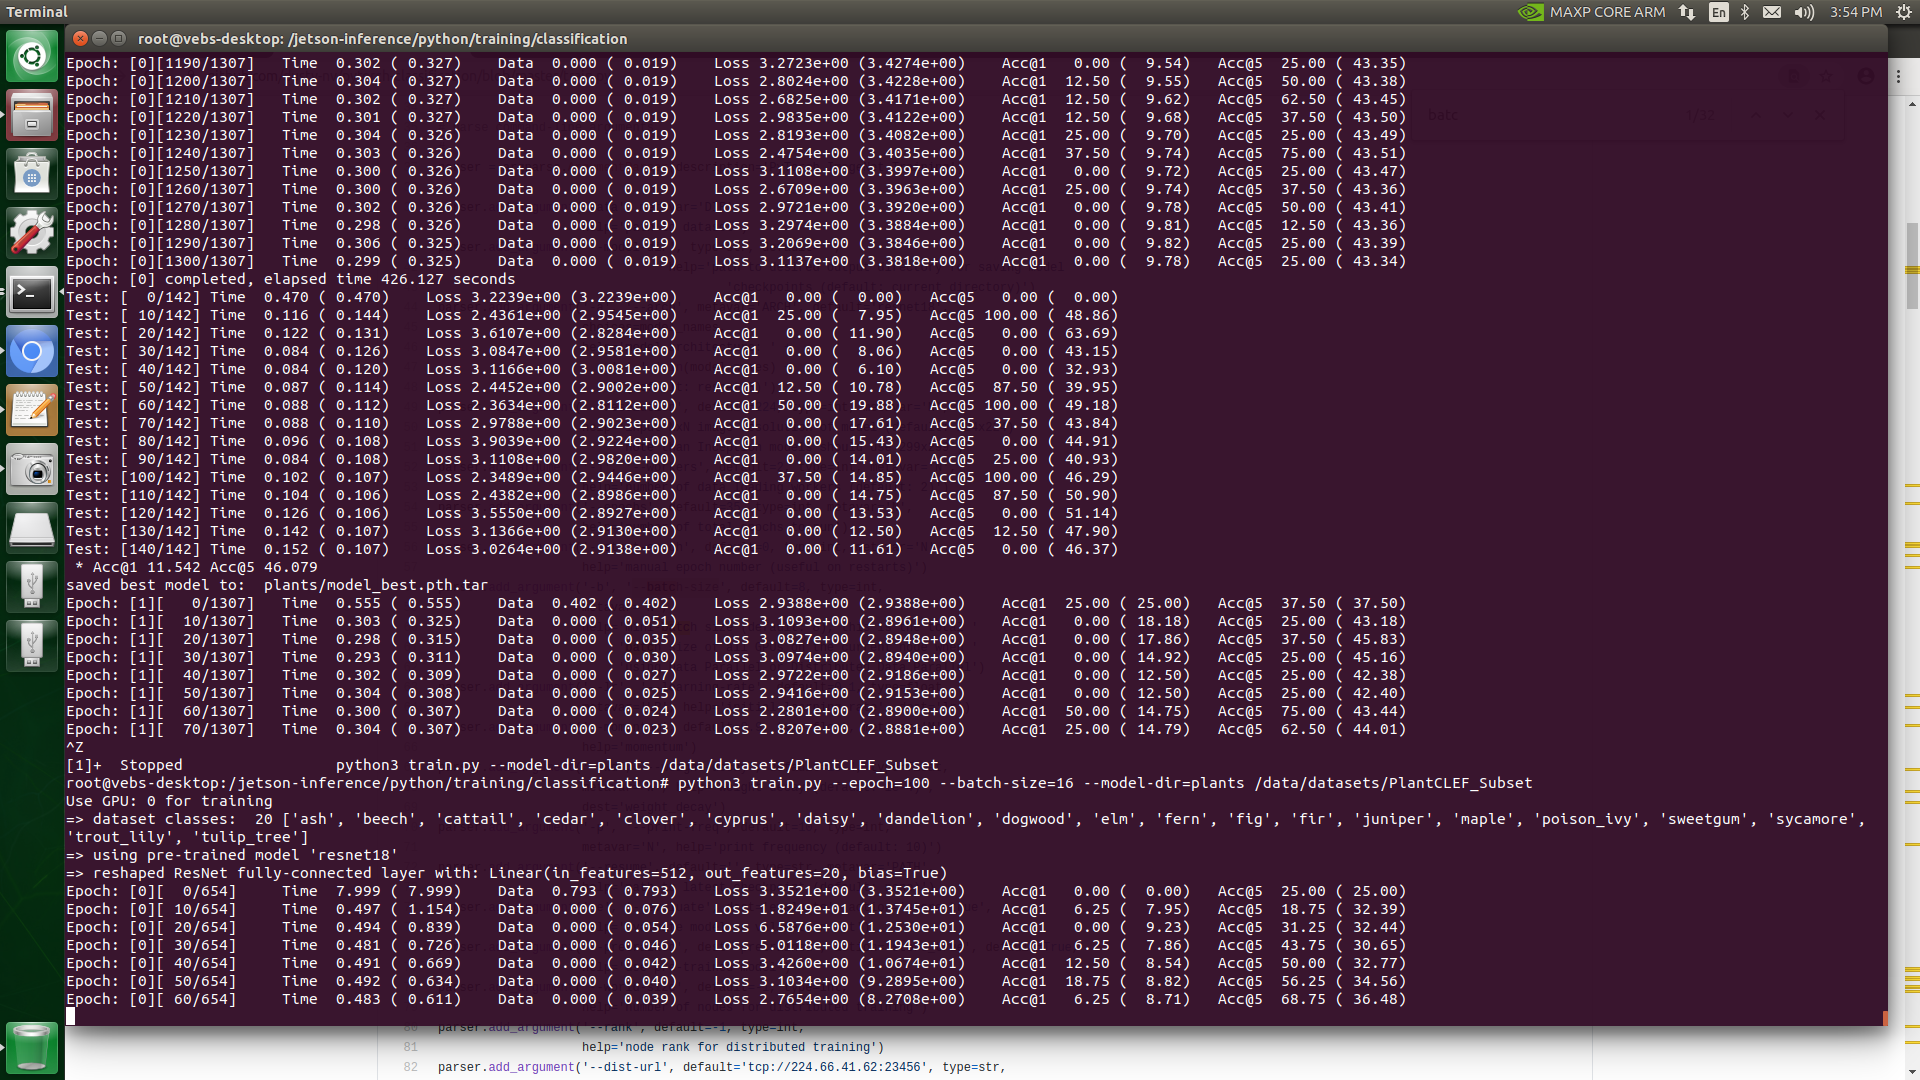 Terminal
MAXP CORE ARM En 3:54 PM
root@vebs-desktop: /jetson-inference/python/training/classification
Epoch: [0][1190/1307] Time 0.302 ( 0.327) Data 0.000 ( 0.019) Loss 3.2723e+00 (3.4274e+00) Acc@1 0.00 ( 9.54) Acc@5 25.00 ( 43.35)
Epoch: [0][1200/1307] Time 0.304 ( 0.327) Data 0.000 ( 0.019) Loss 2.8024e+00 (3.4228e+00) Acc@1 12.50 ( 9.55) Acc@5 50.00 ( 43.38)
Epoch: [0][1210/1307] Time 0.302 ( 0.327) Data 0.000 ( 0.019) Loss 2.6825e+00 (3.4171e+00) Acc@1 12.50 ( 9.62) Acc@5 62.50 ( 43.45)
Epoch: [0][1220/1307] Time 0.301 ( 0.327) Data 0.000 ( 0.019) Loss 2.9835e+00 (3.4122e+00) Acc@1 12.50 ( 9.68) Acc@5 37.50 ( 43.50)
Epoch: [0][1230/1307] Time 0.304 ( 0.326) Data 0.000 ( 0.019) Loss 2.8193e+00 (3.4082e+00) Acc@1 25.00 ( 9.70) Acc@5 25.00 ( 43.49)
Epoch: [0][1240/1307] Time 0.303 ( 0.326) Data 0.000 ( 0.019) Loss 2.4754e+00 (3.4035e+00) Acc@1 37.50 ( 9.74) Acc@5 75.00 ( 43.51)
Epoch: [0][1250/1307] Time 0.300 ( 0.326) Data 0.000 ( 0.019) Loss 3.1108e+00 (3.3997e+00) Acc@1 0.00 ( 9.72) Acc@5 25.00 ( 43.47)
Epoch: [0][1260/1307] Time 0.300 ( 0.326) Data 0.000 ( 0.019) Loss 2.6709e+00 (3.3963e+00) Acc@1 25.00 ( 9.74) Acc@5 37.50 ( 43.36)
Epoch: [0][1270/1307] Time 0.302 ( 0.326) Data 0.000 ( 0.019) Loss 2.9721e+00 (3.3920e+00) Acc@1 0.00 ( 9.78) Acc@5 50.00 ( 43.41)
Epoch: [0][1280/1307] Time 0.298 ( 0.326) Data 0.000 ( 0.019) Loss 3.2974e+00 (3.3884e+00) Acc@1 0.00 ( 9.81) Acc@5 12.50 ( 43.36)
Epoch: [0][1290/1307] Time 0.306 ( 0.325) Data 0.000 ( 0.019) Loss 3.2069e+00 (3.3846e+00) Acc@1 0.00 ( 9.82) Acc@5 25.00 ( 43.39)
Epoch: [0][1300/1307] Time 0.299 ( 0.325) Data 0.000 ( 0.019) Loss 3.1137e+00 (3.3818e+00) Acc@1 0.00 ( 9.78) Acc@5 25.00 ( 43.34)
Epoch: [0] completed, elapsed time 426.127 seconds
Test: [ 0/142] Time 0.470 ( 0.470) Loss 3.2239e+00 (3.2239e+00) Acc@1 0.00 ( 0.00) Acc@5 0.00 ( 0.00)
Test: [ 10/142] Time 0.116 ( 0.144) Loss 2.4361e+00 (2.9545e+00) Acc@1 25.00 ( 7.95) Acc@5 100.00 ( 48.86)
Test: [ 20/142] Time 0.122 ( 0.131) Loss 3.6107e+00 (2.8284e+00) Acc@1 0.00 ( 11.90) Acc@5 0.00 ( 63.69)
Test: [ 30/142] Time 0.084 ( 0.126) Loss 3.0847e+00 (2.9581e+00) Acc@1 0.00 ( 8.06) Acc@5 0.00 ( 43.15)
Test: [ 40/142] Time 0.084 ( 0.120) Loss 3.1166e+00 (3.0081e+00) Acc@1 0.00 ( 6.10) Acc@5 0.00 ( 32.93)
Test: [ 50/142] Time 0.087 ( 0.114) Loss 2.4452e+00 (2.9002e+00) Acc@1 12.50 ( 10.78) Acc@5 87.50 ( 39.95)
Test: [ 60/142] Time 0.088 ( 0.112) Loss 2.3634e+00 (2.8112e+00) Acc@1 50.00 ( 19.88) Acc@5 100.00 ( 49.18)
Test: [ 70/142] Time 0.088 ( 0.110) Loss 2.9788e+00 (2.9023e+00) Acc@1 0.00 ( 17.61) Acc@5 37.50 ( 43.84)
Test: [ 80/142] Time 0.096 ( 0.108) Loss 3.9039e+00 (2.9224e+00) Acc@1 0.00 ( 15.43) Acc@5 0.00 ( 44.91)
Test: [ 90/142] Time 0.084 ( 0.108) Loss 3.1108e+00 (2.9820e+00) Acc@1 0.00 ( 14.01) Acc@5 25.00 ( 40.93)
Test: [100/142] Time 0.102 ( 0.107) Loss 2.3489e+00 (2.9446e+00) Acc@1 37.50 ( 14.85) Acc@5 100.00 ( 46.29)
Test: [110/142] Time 0.104 ( 0.106) Loss 2.4382e+00 (2.8986e+00) Acc@1 0.00 ( 14.75) Acc@5 87.50 ( 50.90)
Test: [120/142] Time 0.126 ( 0.106) Loss 3.5550e+00 (2.8927e+00) Acc@1 0.00 ( 13.53) Acc@5 0.00 ( 51.14)
Test: [130/142] Time 0.142 ( 0.107) Loss 3.1366e+00 (2.9130e+00) Acc@1 0.00 ( 12.50) Acc@5 12.50 ( 47.90)
Test: [140/142] Time 0.152 ( 0.107) Loss 3.0264e+00 (2.9138e+00) Acc@1 0.00 ( 11.61) Acc@5 0.00 ( 46.37)
* Acc@1 11.542 Acc@5 46.079
saved best model to: plants/model_best.pth.tar
Epoch: [1][ 0/1307] Time 0.555 ( 0.555) Data 0.402 ( 0.402) Loss 2.9388e+00 (2.9388e+00) Acc@1 25.00 ( 25.00) Acc@5 37.50 ( 37.50)
Epoch: [1][ 10/1307] Time 0.303 ( 0.325) Data 0.000 ( 0.051) Loss 3.1093e+00 (2.8961e+00) Acc@1 0.00 ( 18.18) Acc@5 25.00 ( 43.18)
Epoch: [1][ 20/1307] Time 0.298 ( 0.315) Data 0.000 ( 0.035) Loss 3.0827e+00 (2.8948e+00) Acc@1 0.00 ( 17.86) Acc@5 37.50 ( 45.83)
Epoch: [1][ 30/1307] Time 0.293 ( 0.311) Data 0.000 ( 0.030) Loss 3.0974e+00 (2.8940e+00) Acc@1 0.00 ( 14.92) Acc@5 25.00 ( 45.16)
Epoch: [1][ 40/1307] Time 0.302 ( 0.309) Data 0.000 ( 0.027) Loss 2.9722e+00 (2.9186e+00) Acc@1 0.00 ( 12.50) Acc@5 25.00 ( 42.38)
Epoch: [1][ 50/1307] Time 0.304 ( 0.308) Data 0.000 ( 0.025) Loss 2.9416e+00 (2.9153e+00) Acc@1 0.00 ( 12.50) Acc@5 25.00 ( 42.40)
Epoch: [1][ 60/1307] Time 0.300 ( 0.307) Data 0.000 ( 0.024) Loss 2.2801e+00 (2.8900e+00) Acc@1 50.00 ( 14.75) Acc@5 75.00 ( 43.44)
Epoch: [1][ 70/1307] Time 0.304 ( 0.307) Data 0.000 ( 0.023) Loss 2.8207e+00 (2.8881e+00) Acc@1 25.00 ( 14.79) Acc@5 62.50 ( 44.01)
^Z
[1]+ Stopped python3 train.py --model-dir=plants /data/datasets/PlantCLEF_Subset
root@vebs-desktop:/jetson-inference/python/training/classification# python3 train.py --epoch=100 --batch-size=16 --model-dir=plants /data/datasets/PlantCLEF_Subset
Use GPU: 0 for training
=> dataset classes: 20 ['ash', 'beech', 'cattail', 'cedar', 'clover', 'cyprus', 'daisy', 'dandelion', 'dogwood', 'elm', 'fern', 'fig', 'fir', 'juniper', 'maple', 'poison_ivy', 'sweetgum', 'sycamore',
'trout_lily', 'tulip_tree']
=> using pre-trained model 'resnet18'
=> reshaped ResNet fully-connected layer with: Linear(in_features=512, out_features=20, bias=True)
Epoch: [0][ 0/654] Time 7.999 ( 7.999) Data 0.793 ( 0.793) Loss 3.3521e+00 (3.3521e+00) Acc@1 0.00 ( 0.00) Acc@5 25.00 ( 25.00)
Epoch: [0][ 10/654] Time 0.497 ( 1.154) Data 0.000 ( 0.076) Loss 1.8249e+01 (1.3745e+01) Acc@1 6.25 ( 7.95) Acc@5 18.75 ( 32.39)
Epoch: [0][ 20/654] Time 0.494 ( 0.839) Data 0.000 ( 0.054) Loss 6.5876e+00 (1.2530e+01) Acc@1 0.00 ( 9.23) Acc@5 31.25 ( 32.44)
Epoch: [0][ 30/654] Time 0.481 ( 0.726) Data 0.000 ( 0.046) Loss 5.0118e+00 (1.1943e+01) Acc@1 6.25 ( 7.86) Acc@5 43.75 ( 30.65)
Epoch: [0][ 40/654] Time 0.491 ( 0.669) Data 0.000 ( 0.042) Loss 3.4260e+00 (1.0674e+01) Acc@1 12.50 ( 8.54) Acc@5 50.00 ( 32.77)
Epoch: [0][ 50/654] Time 0.492 ( 0.634) Data 0.000 ( 0.040) Loss 3.1034e+00 (9.2895e+00) Acc@1 18.75 ( 8.82) Acc@5 56.25 ( 34.56)
Epoch: [0][ 60/654] Time 0.483 ( 0.611) Data 0.000 ( 0.039) Loss 2.7654e+00 (8.2708e+00) Acc@1 6.25 ( 8.71) Acc@5 68.75 ( 36.48)
80 parser.add_argument('--rank', default=-1, type=int,
81 help='node rank for distributed training')
82 parser.add_argument('--dist-url', default='tcp://224.66.41.62:23456', type=str,